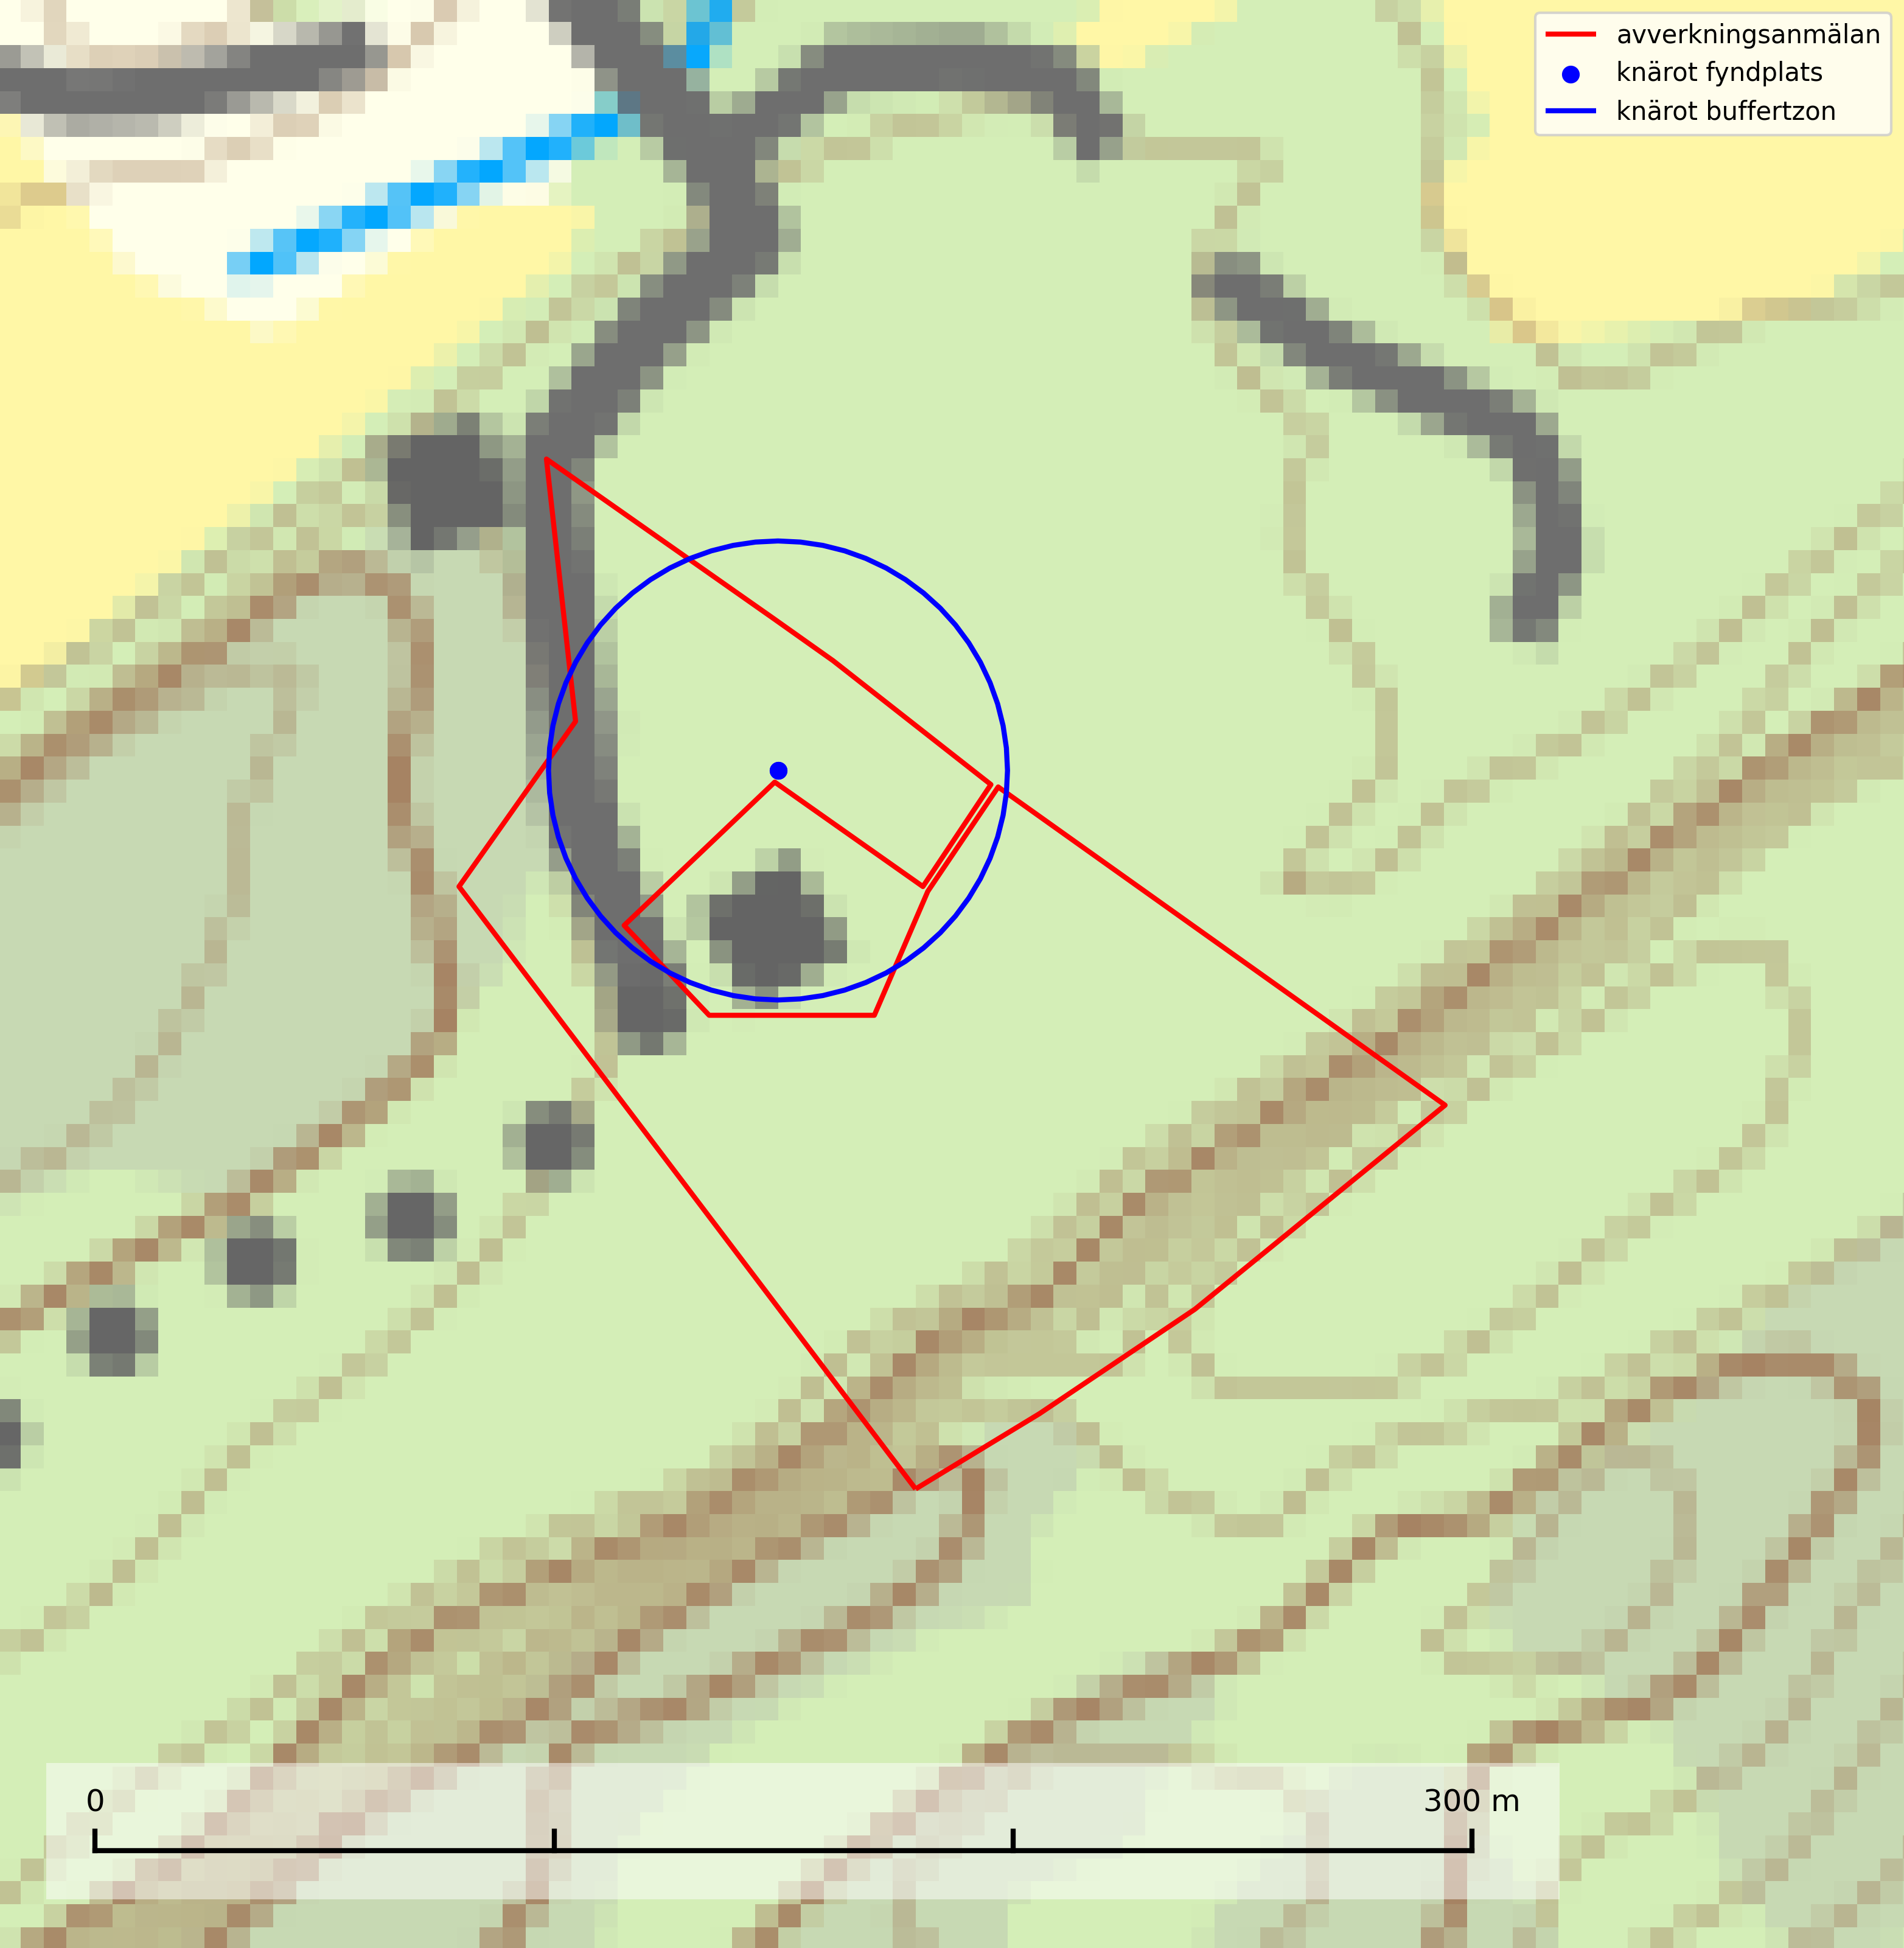 avverkningsanmälan
knärot fyndplats
knärot buffertzon
0 300 m